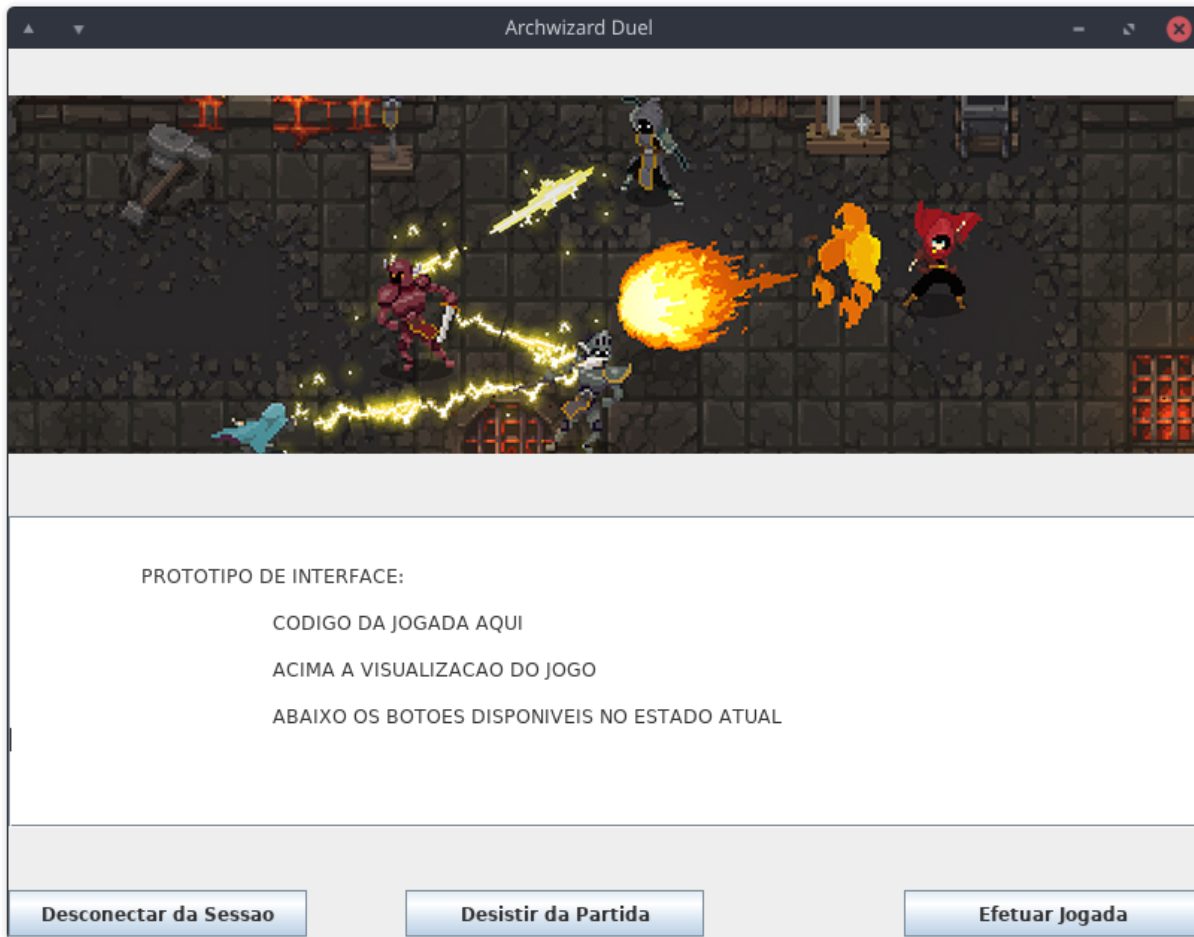 Archwizard Duel
PROTOTIPO DE INTERFACE:
CODIGO DA JOGADA AQUI
ACIMA A VISUALIZACAO DO JOGO
ABAIXO OS BOTOES DISPONIVEIS NO ESTADO ATUAL
Desconectar da Sessao
Desistir da Partida
Efetuar Jogada